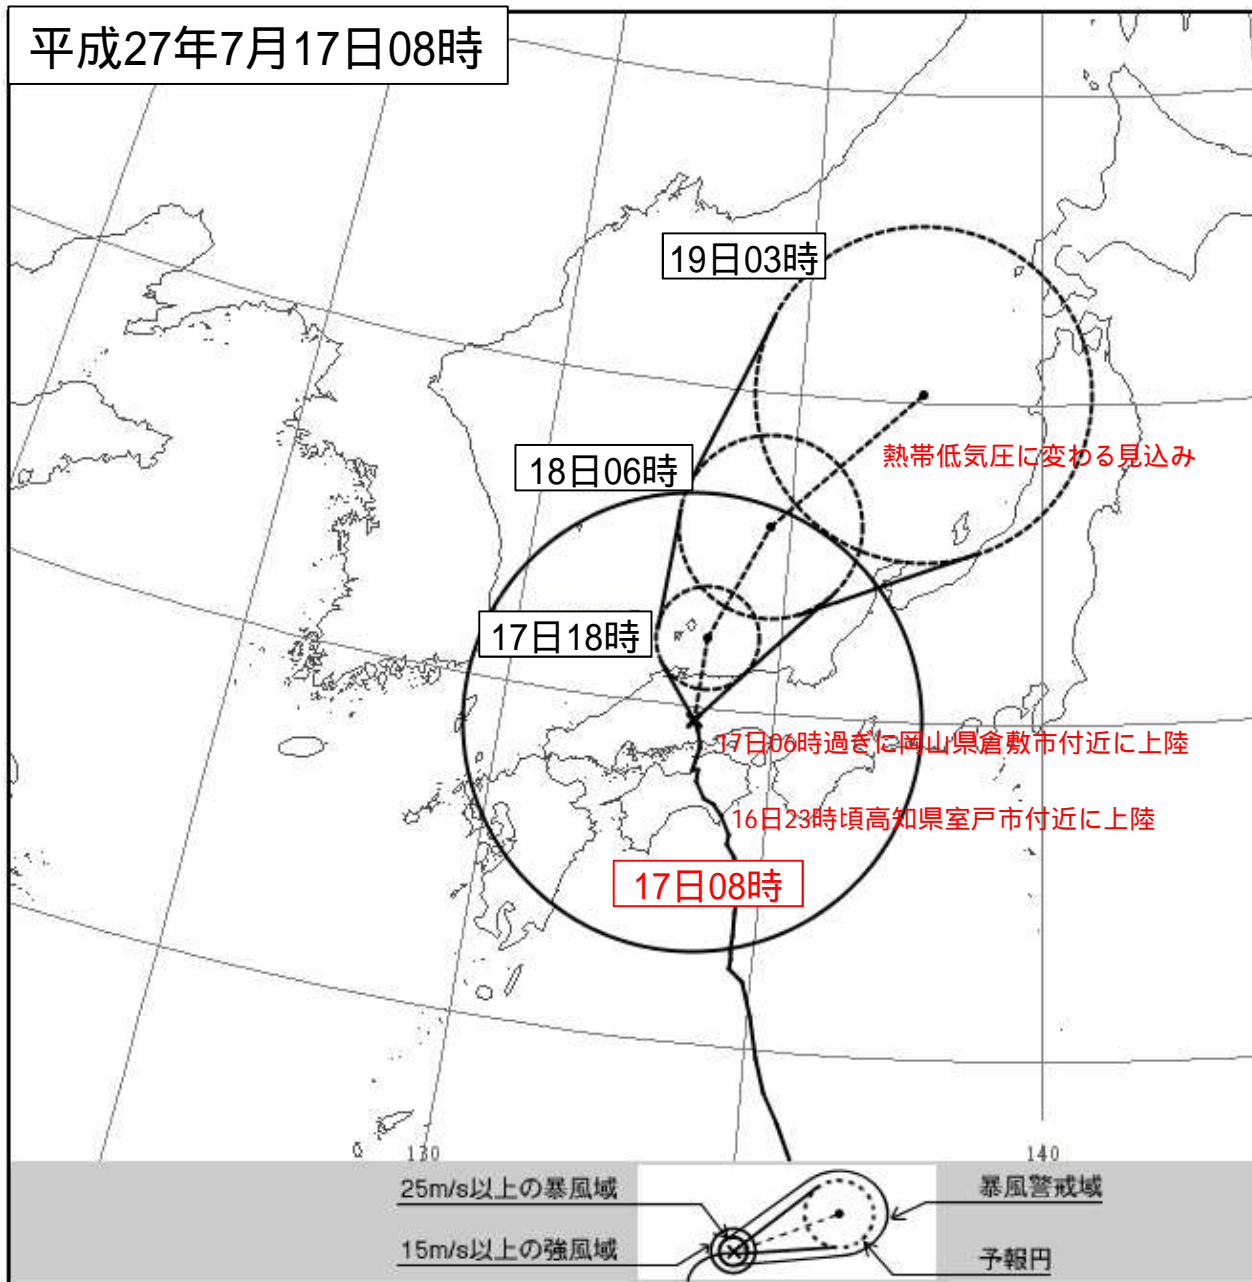 平成27年7月17日08時
19日03時
熱帯低気圧に変わる見込み
18日06時
17日18時
17日06時過ぎに岡山県倉敷市付近に上陸
16日23時頃高知県室戸市付近に上陸
17日08時
130
140
25m/s以上の暴風域
暴風警戒域
15m/s以上の強風域
予報円